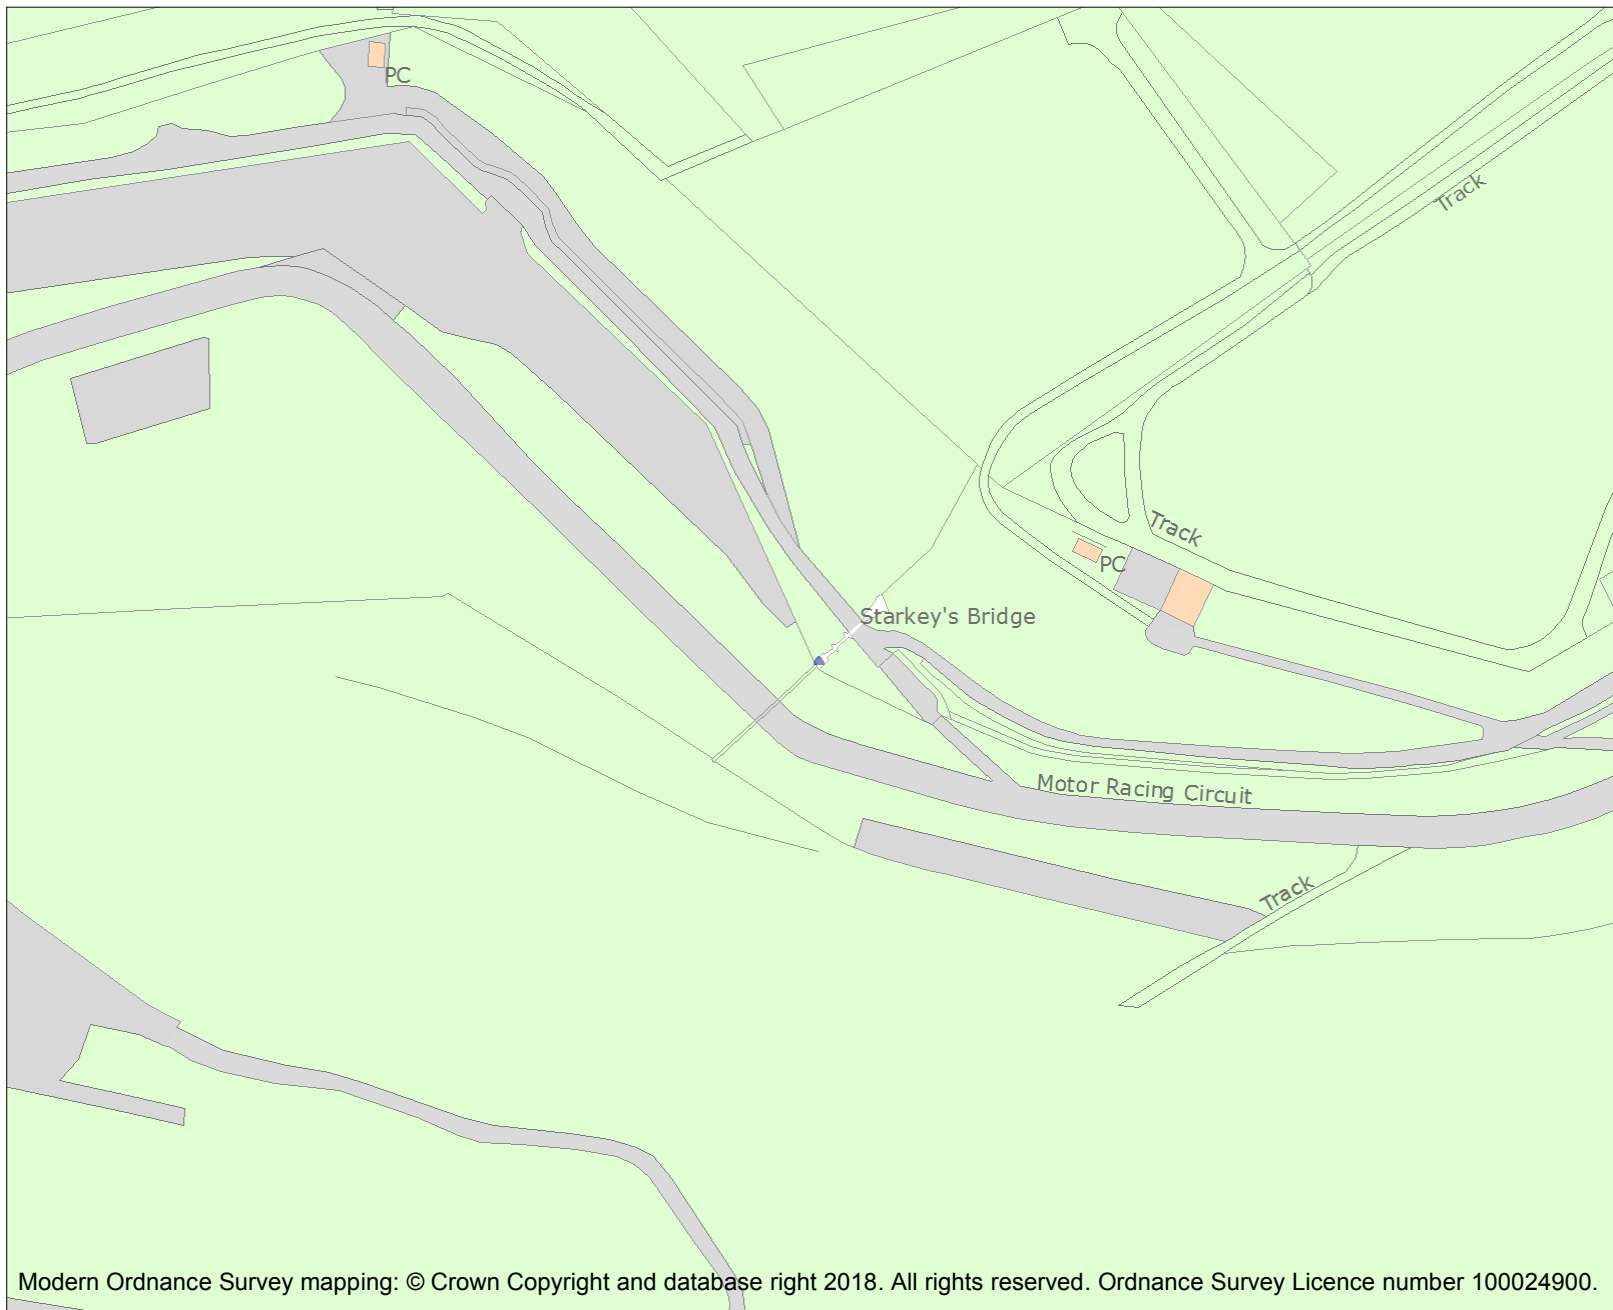 PC
Track
Track
PC
Starkey's Bridge
Motor Racing Circuit
Track
Modern Ordnance Survey mapping: © Crown Copyright and database right 2018. All rights reserved. Ordnance Survey Licence number 100024900.